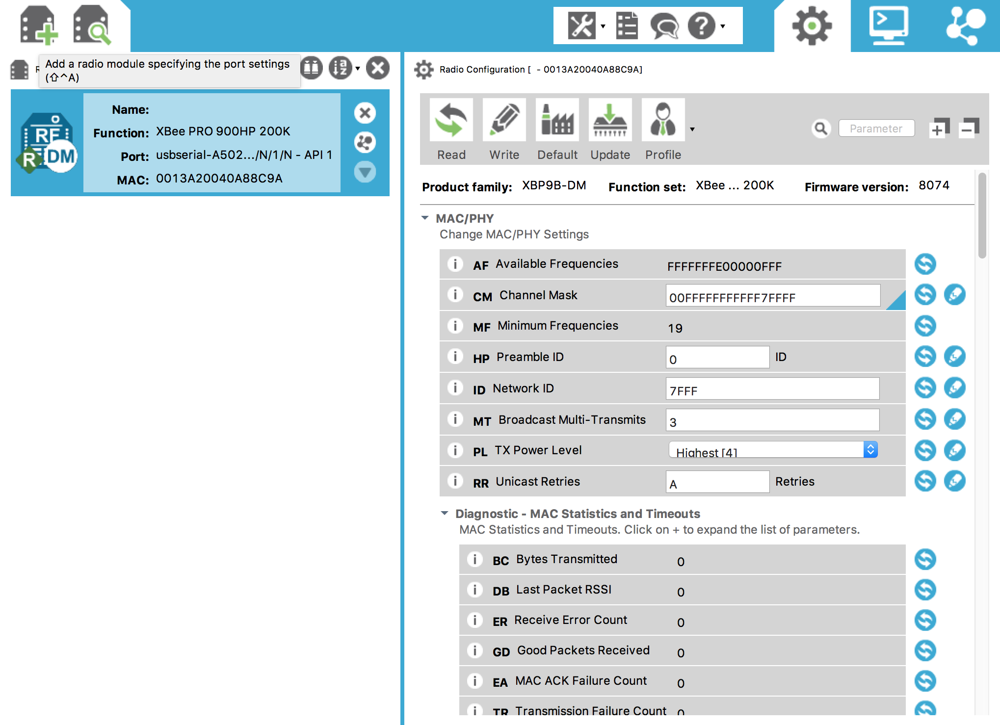 Add a radio module specifying the port settings
(⇧^A)
RF
R
DM
Name:
Function: XBee PRO 900HP 200K
Port: usbserial-A502.../N/1/N - API 1
MAC: 0013A20040A88C9A
Radio Configuration [  - 0013A20040A88C9A]
Read
Write
Default
Update
Profile
Parameter
Product family: XBP9B-DM Function set: XBee ... 200K Firmware version: 8074
MAC/PHY
Change MAC/PHY Settings
i AF Available Frequencies FFFFFFFE00000FFF
i CM Channel Mask 00FFFFFFFFFFF7FFFF
i MF Minimum Frequencies 19
i HP Preamble ID 0 ID
i ID Network ID 7FFF
i MT Broadcast Multi-Transmits 3
i PL TX Power Level Highest [4]
i RR Unicast Retries A Retries
Diagnostic - MAC Statistics and Timeouts
MAC Statistics and Timeouts. Click on + to expand the list of parameters.
i BC Bytes Transmitted 0
i DB Last Packet RSSI 0
i ER Receive Error Count 0
i GD Good Packets Received 0
i EA MAC ACK Failure Count 0
i TR Transmission Failure Count 0